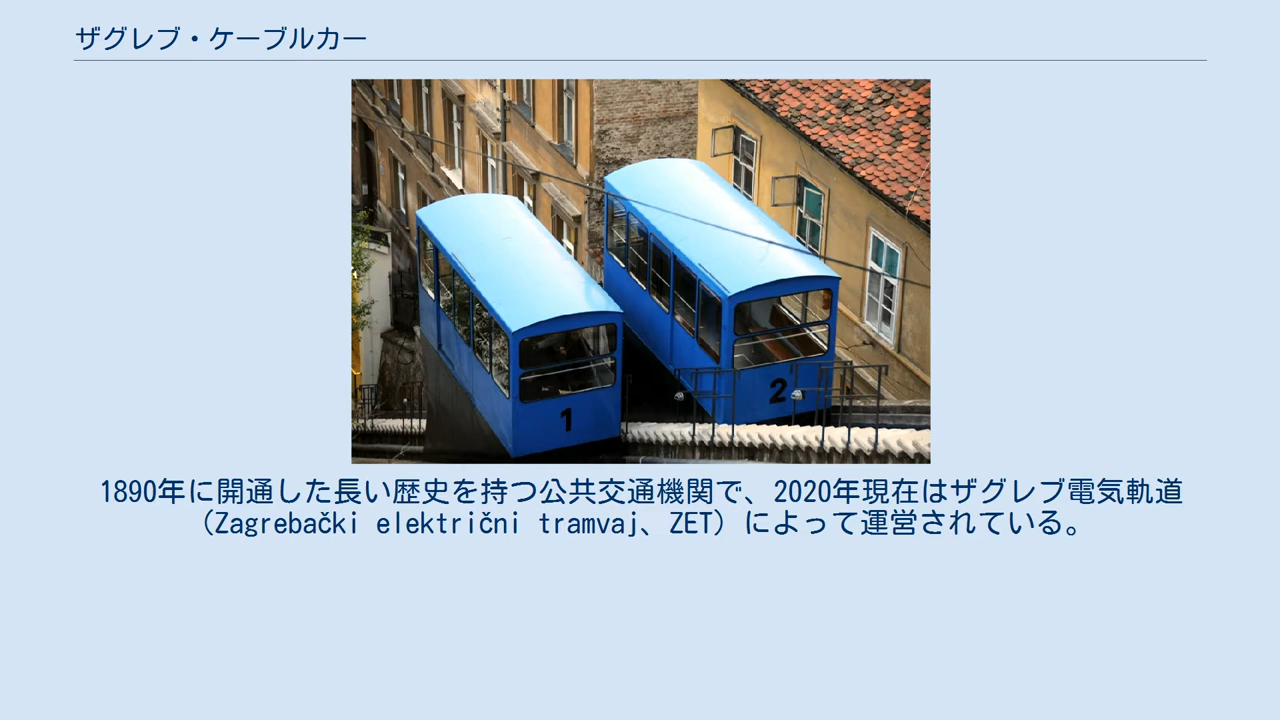 ザグレブ・ケーブルカー
1
2
1890年に開通した長い歴史を持つ公共交通機関で、2020年現在はザグレブ電気軌道
（Zagrebački električni tramvaj、ZET）によって運営されている。